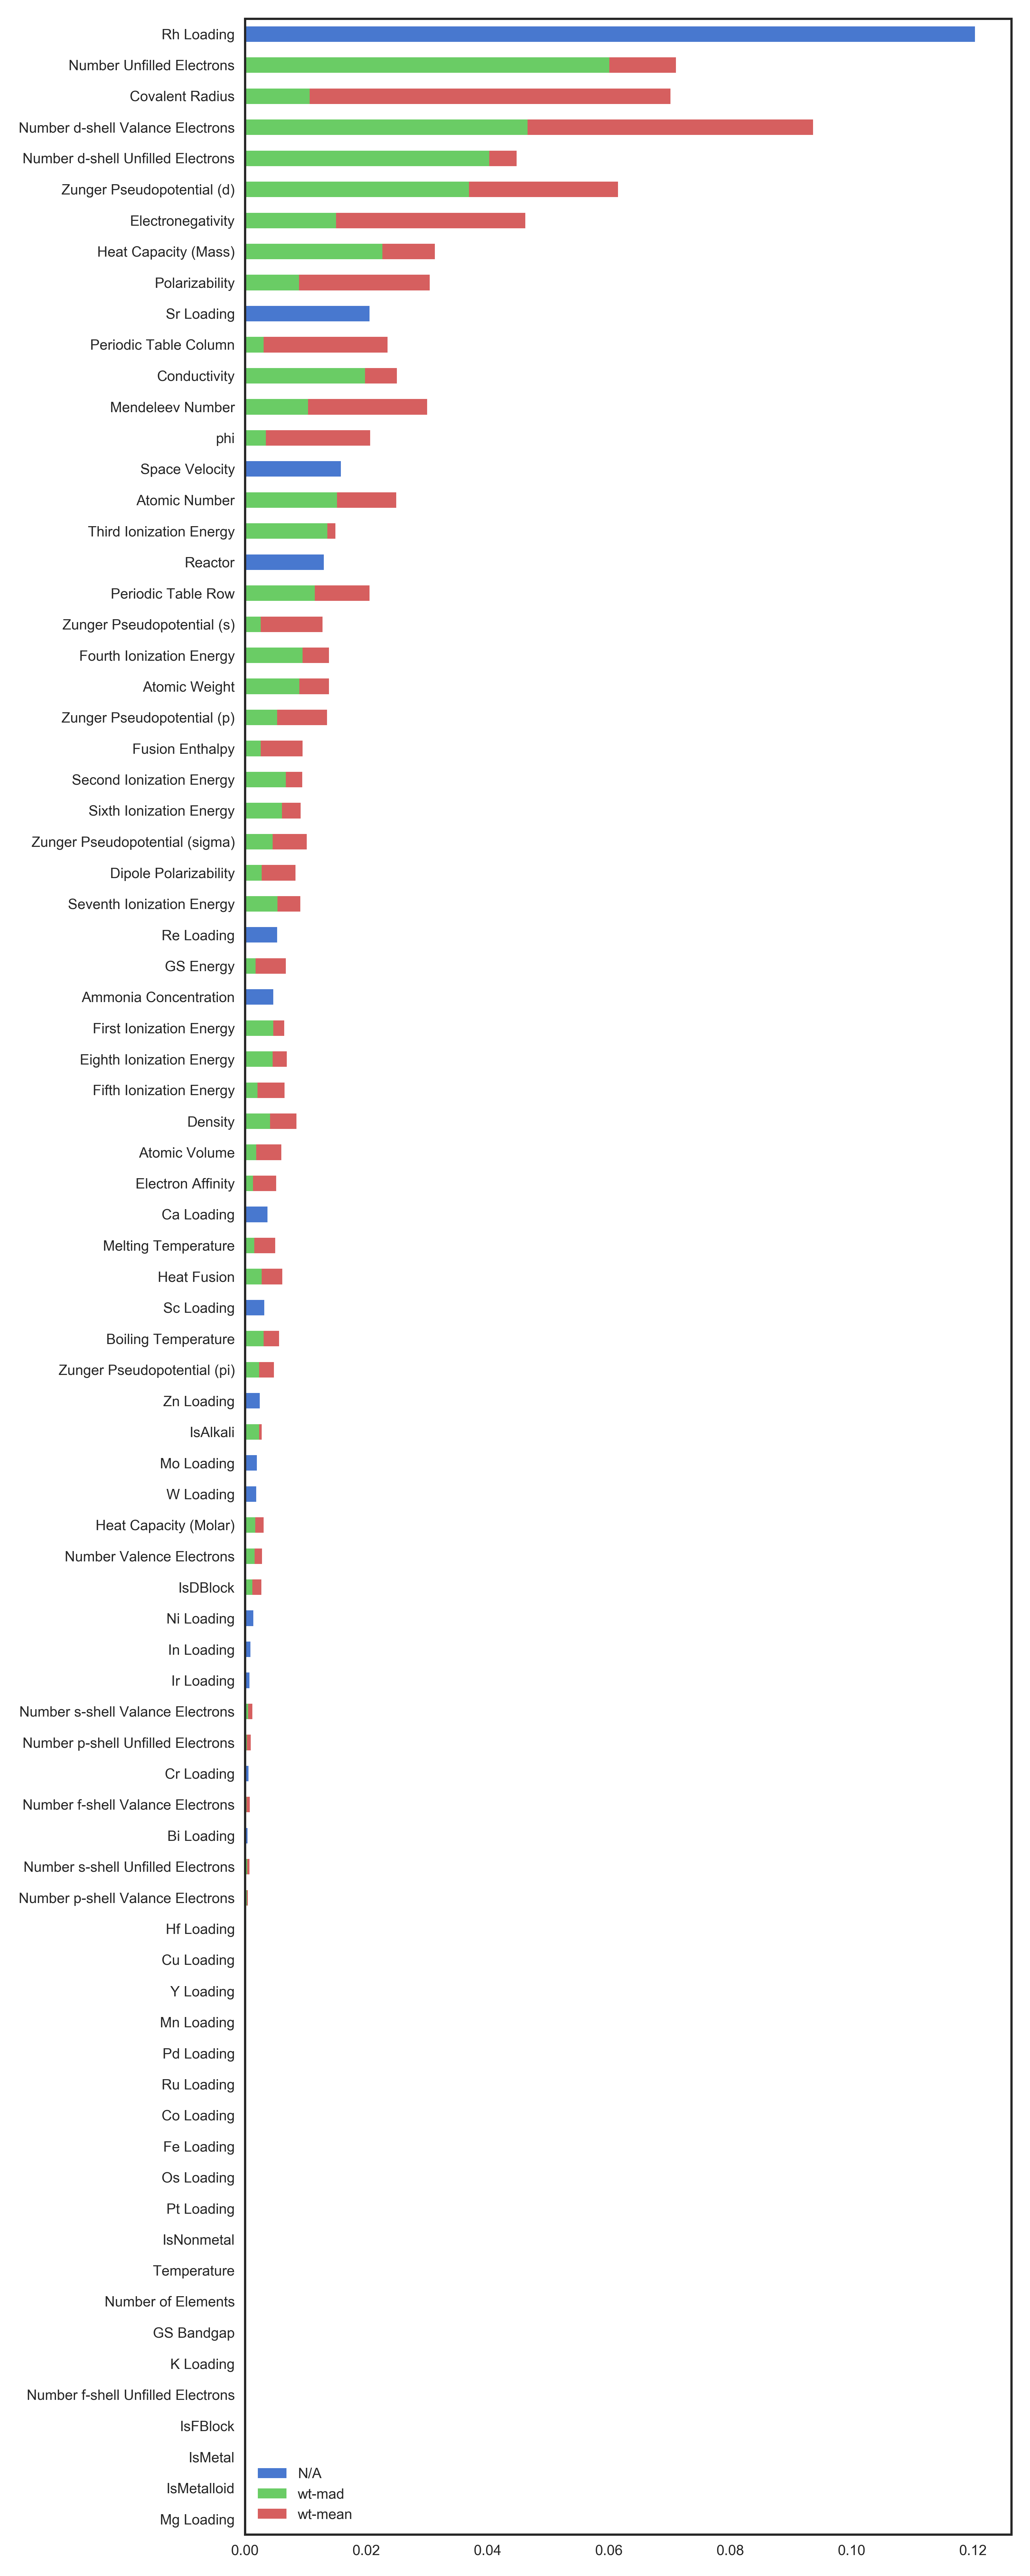 Rh Loading
Number Unfilled Electrons
Covalent Radius
Number d-shell Valance Electrons
Number d-shell Unfilled Electrons
Zunger Pseudopotential (d)
Electronegativity
Heat Capacity (Mass)
Polarizability
Sr Loading
Periodic Table Column
Conductivity
Mendeleev Number
phi
Space Velocity
Atomic Number
Third Ionization Energy
Reactor
Periodic Table Row
Zunger Pseudopotential (s)
Fourth Ionization Energy
Atomic Weight
Zunger Pseudopotential (p)
Fusion Enthalpy
Second Ionization Energy
Sixth Ionization Energy
Zunger Pseudopotential (sigma)
Dipole Polarizability
Seventh Ionization Energy
Re Loading
GS Energy
Ammonia Concentration
First Ionization Energy
Eighth Ionization Energy
Fifth Ionization Energy
Density
Atomic Volume
Electron Affinity
Ca Loading
Melting Temperature
Heat Fusion
Sc Loading
Boiling Temperature
Zunger Pseudopotential (pi)
Zn Loading
IsAlkali
Mo Loading
W Loading
Heat Capacity (Molar)
Number Valence Electrons
IsDBlock
Ni Loading
In Loading
Ir Loading
Number s-shell Valance Electrons
Number p-shell Unfilled Electrons
Cr Loading
Number f-shell Valance Electrons
Bi Loading
Number s-shell Unfilled Electrons
Number p-shell Valance Electrons
Hf Loading
Cu Loading
Y Loading
Mn Loading
Pd Loading
Ru Loading
Co Loading
Fe Loading
Os Loading
Pt Loading
IsNonmetal
Temperature
Number of Elements
GS Bandgap
K Loading
Number f-shell Unfilled Electrons
IsFBlock
IsMetal
IsMetalloid
Mg Loading
N/A
wt-mad
wt-mean
0.00 0.02 0.04 0.06 0.08 0.10 0.12